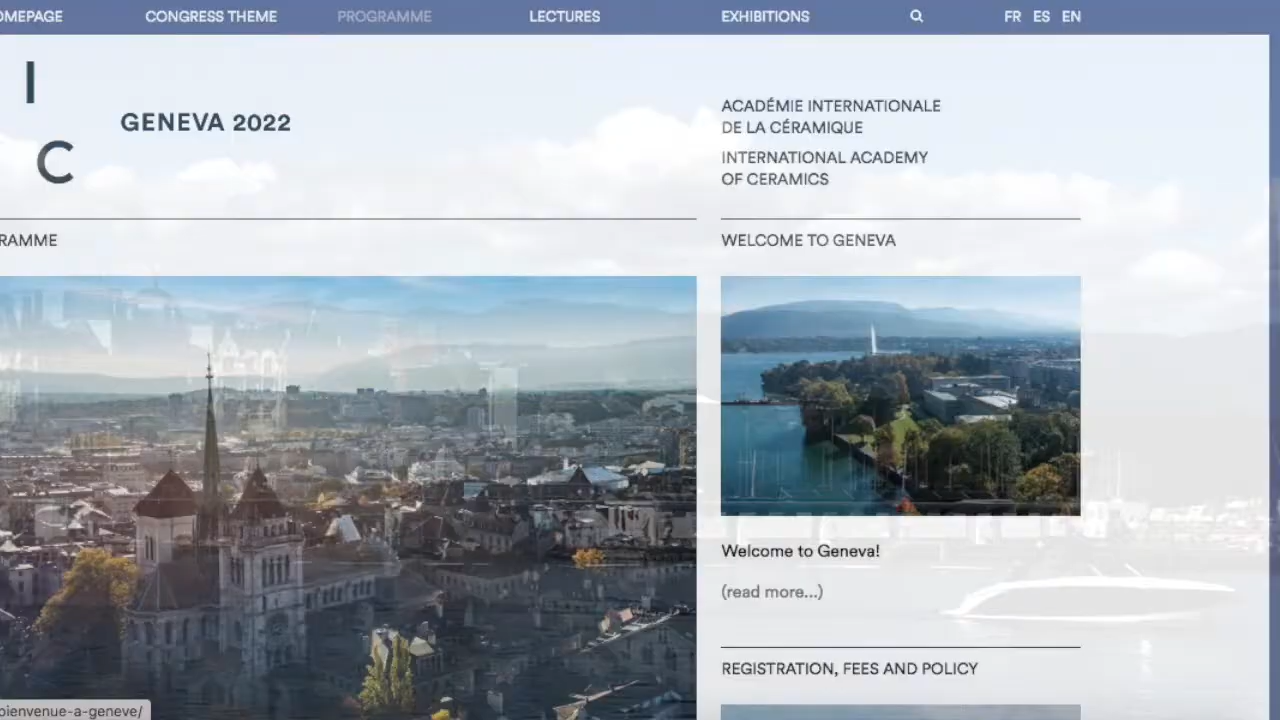 OMEPAGE
CONGRESS THEME
PROGRAMME
LECTURES
EXHIBITIONS
FR ES EN
I
C
GENEVA 2022
ACADÉMIE INTERNATIONALE
DE LA CÉRAMIQUE
INTERNATIONAL ACADEMY
OF CERAMICS
RAMME
WELCOME TO GENEVA
Welcome to Geneva!
(read more...)
REGISTRATION, FEES AND POLICY
bienvenue-a-geneve/